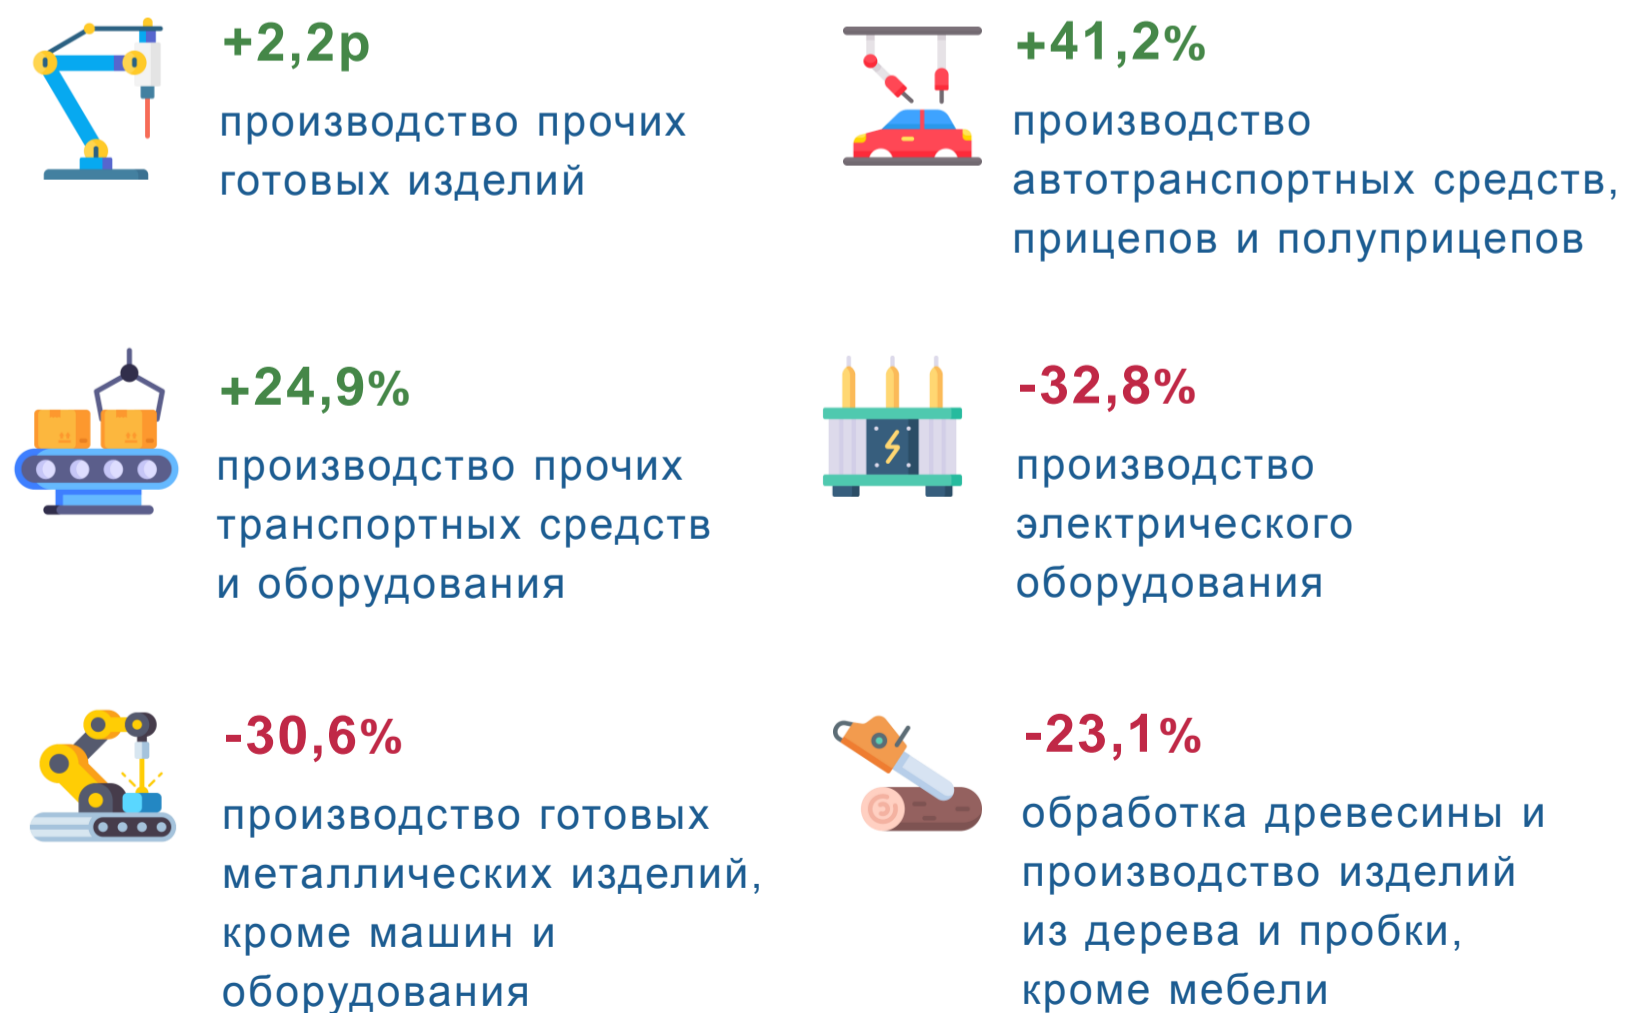 +2,2р
производство прочих
готовых изделий
+41,2%
производство
автотранспортных средств,
прицепов и полуприцепов
+24,9%
производство прочих
транспортных средств
и оборудования
-32,8%
производство
электрического
оборудования
-30,6%
производство готовых
металлических изделий,
кроме машин и
оборудования
-23,1%
обработка древесины и
производство изделий
из дерева и пробки,
кроме мебели